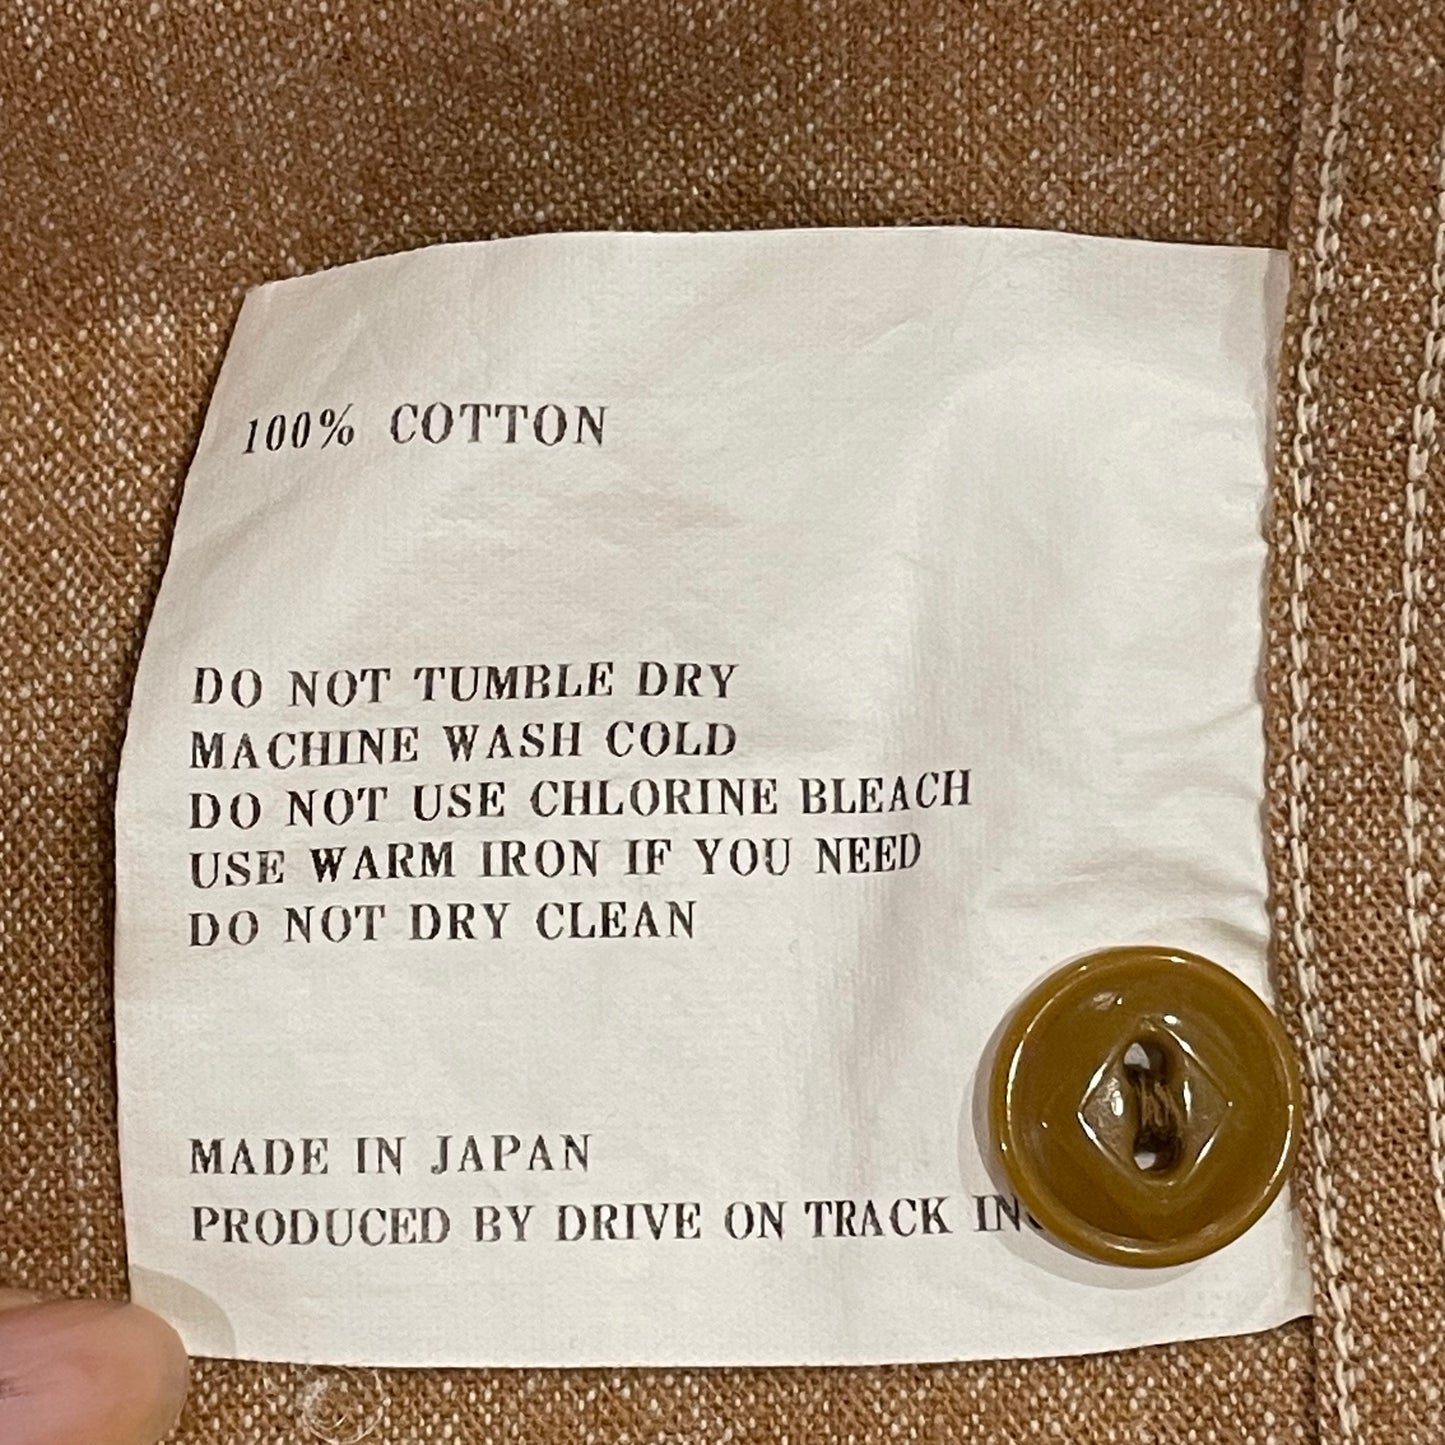 100% COTTON
DO NOT TUMBLE DRY
MACHINE WASH COLD
DO NOT USE CHLORINE BLEACH
USE WARM IRON IF YOU NEED
DO NOT DRY CLEAN
MADE IN JAPAN
PRODUCED BY DRIVE ON TRACK